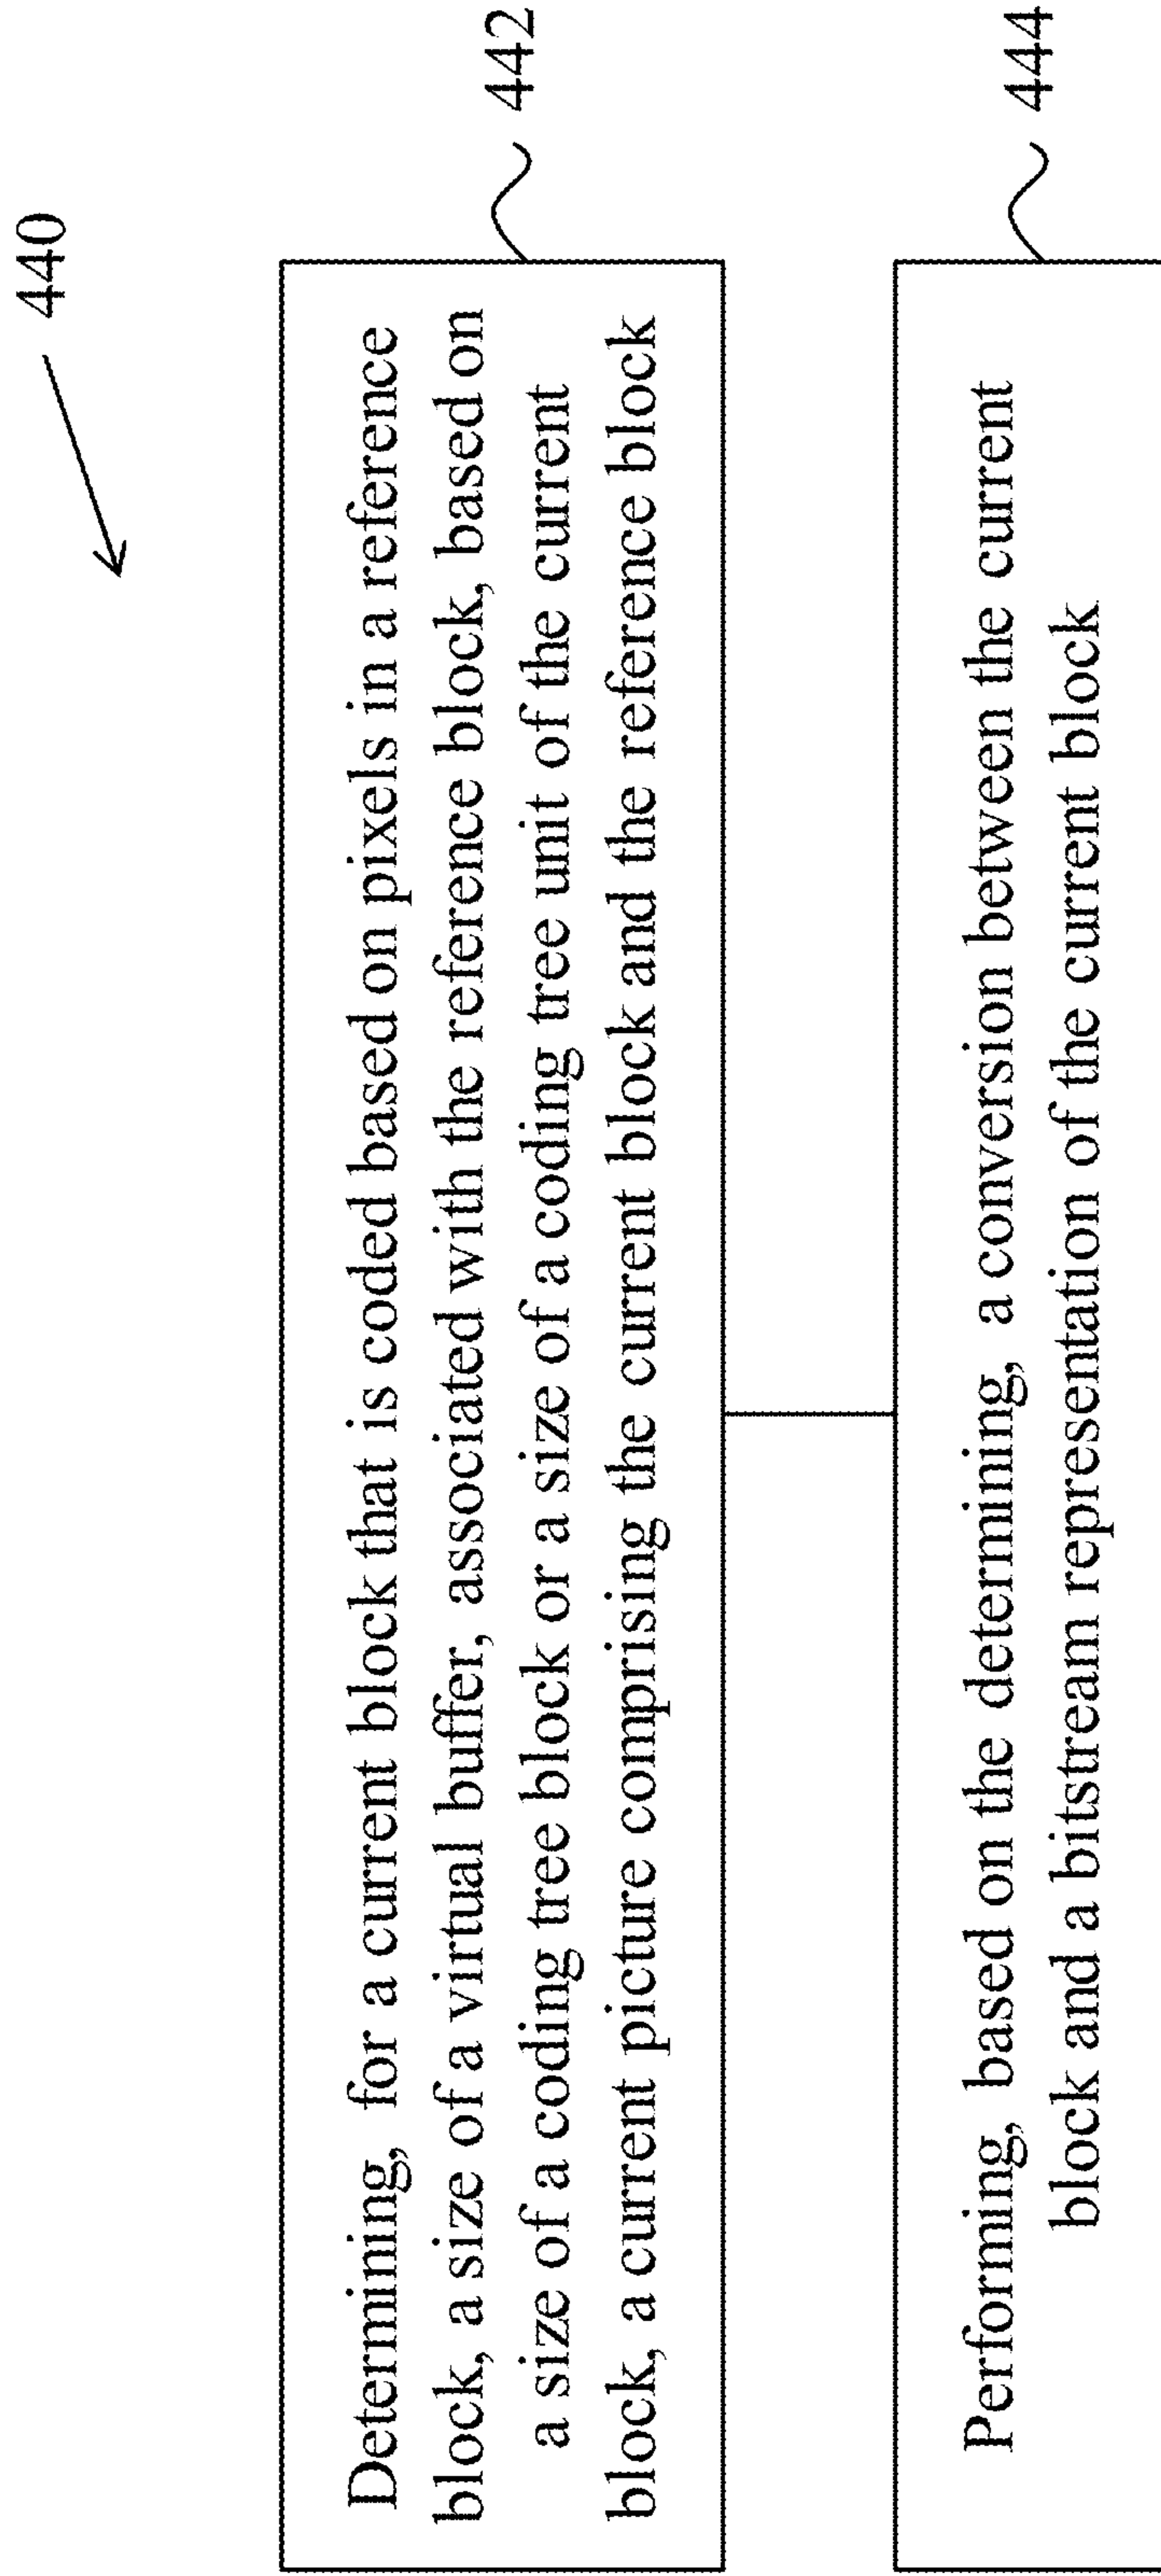 440
Determining, for a current block that is coded based on pixels in a reference
block, a size of a virtual buffer, associated with the reference block, based on
a size of a coding tree block or a size of a coding tree unit of the current
block, a current picture comprising the current block and the reference block
442
Performing, based on the determining, a conversion between the current
block and a bitstream representation of the current block
444